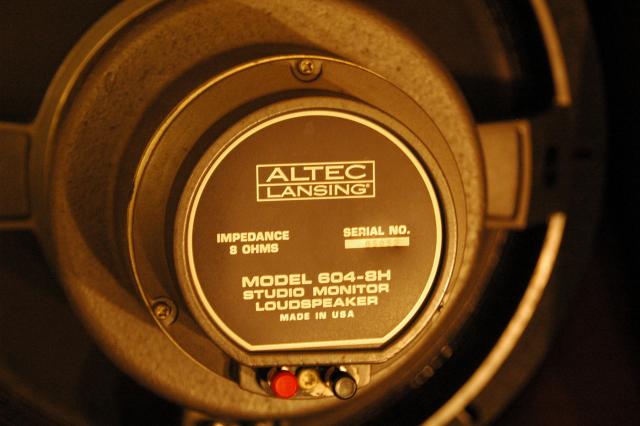 ALTEC
LANSING®
IMPEDANCE
8 OHMS
SERIAL NO.
MODEL 604-8H
STUDIO MONITOR
LOUDSPEAKER
MADE IN USA